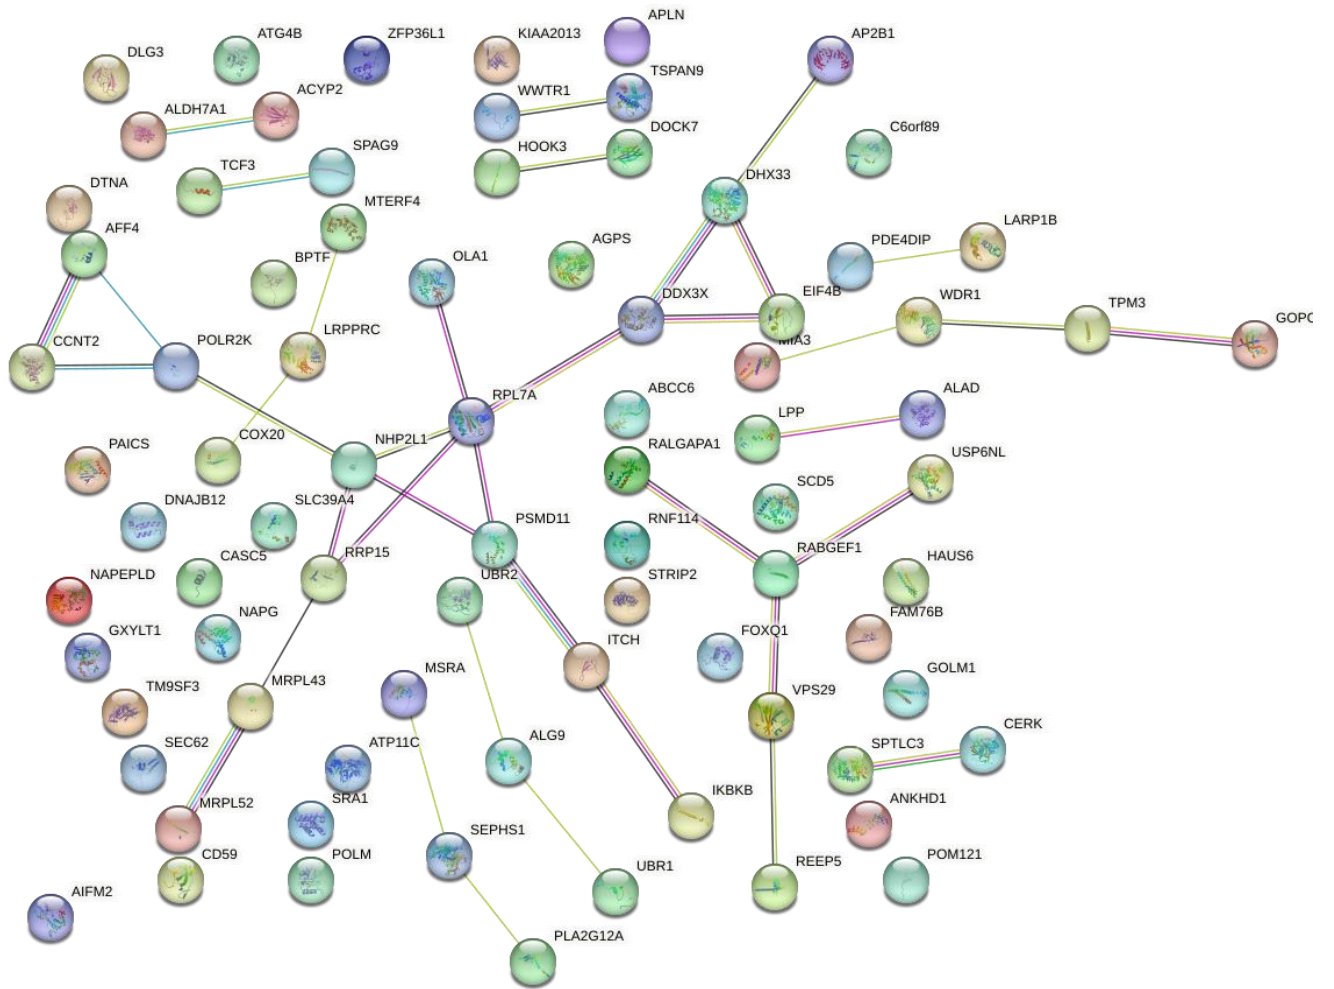 APLN
ATG4B
ZFP36L1
KIAA2013
AP2B1
DLG3
TSPAN9
ACYP2
WWTR1
ALDH7A1
DOCK7
C6orf89
HOOK3
SPAG9
TCF3
DHX33
DTNA
MTERF4
LARP1B
AFF4
AGPS
PDE4DIP
BPTF
OLA1
DDX3X
EIF4B
WDR1
TPM3
GOPC
LRPPRC
CCNT2
POLR2K
MIA3
ABCC6
ALAD
RPL7A
LPP
COX20
NHP2L1
PAICS
RALGAPA1
USP6NL
SCD5
DNAJB12
SLC39A4
PSMD11
RNF114
RABGEF1
CASC5
RRP15
HAUS6
NAPEPLD
UBR2
STRIP2
NAPG
FAM76B
GXYLT1
ITCH
FOXQ1
MSRA
MRPL43
GOLM1
TM9SF3
VPS29
CERK
SEC62
ATP11C
ALG9
SPTLC3
IKBKB
MRPL52
SRA1
ANKHD1
SEPHS1
CD59
POLM
UBR1
REEP5
POM121
AIFM2
PLA2G12A